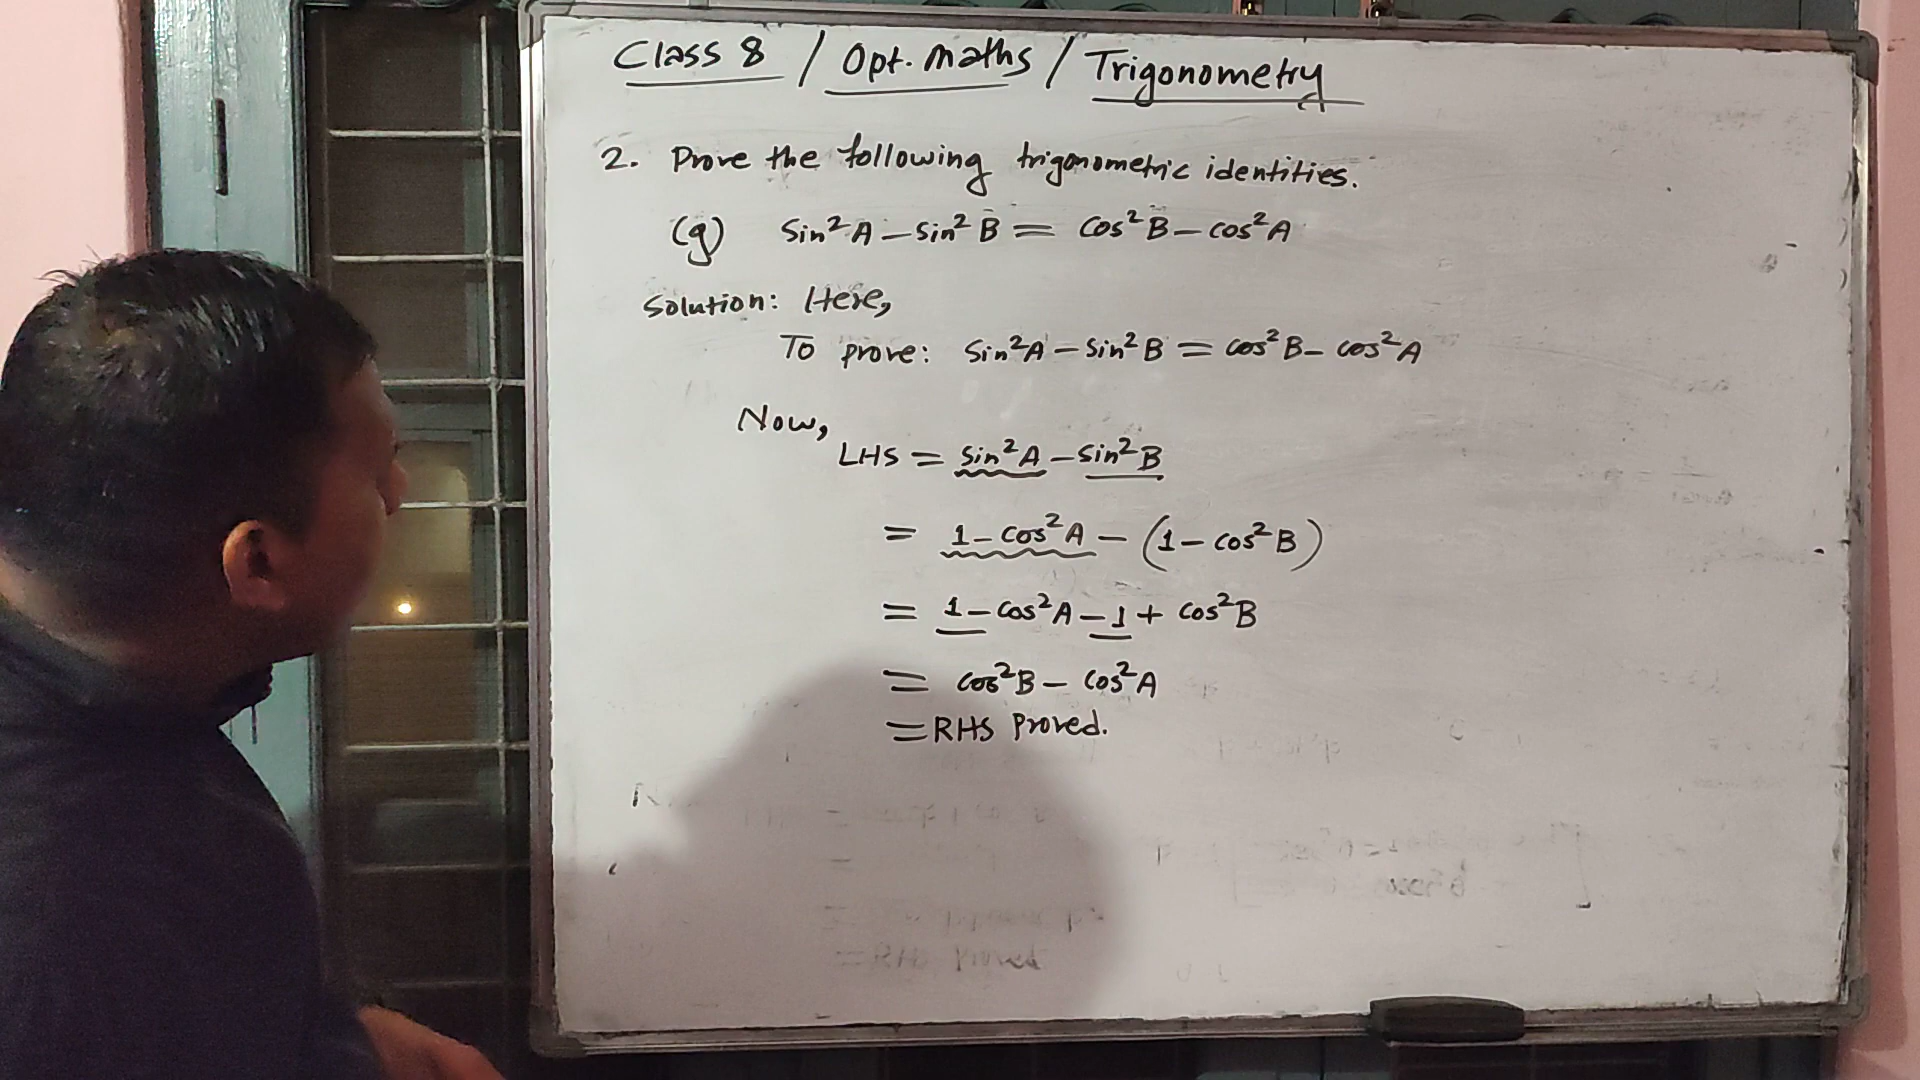 Class 8 / Opt. Maths / Trigonometry
2. Prove the following trigonometric identities.
(g) Sin²A – Sin²B = Cos²B – cos²A
Solution: Here,
To prove: Sin²A – Sin²B = cos²B – cos²A
Now,
LHS = Sin²A – Sin²B
= 1 – cos²A – (1 – cos²B)
= 1 – cos²A – 1 + cos²B
= cos²B – cos²A
= RHS Proved.